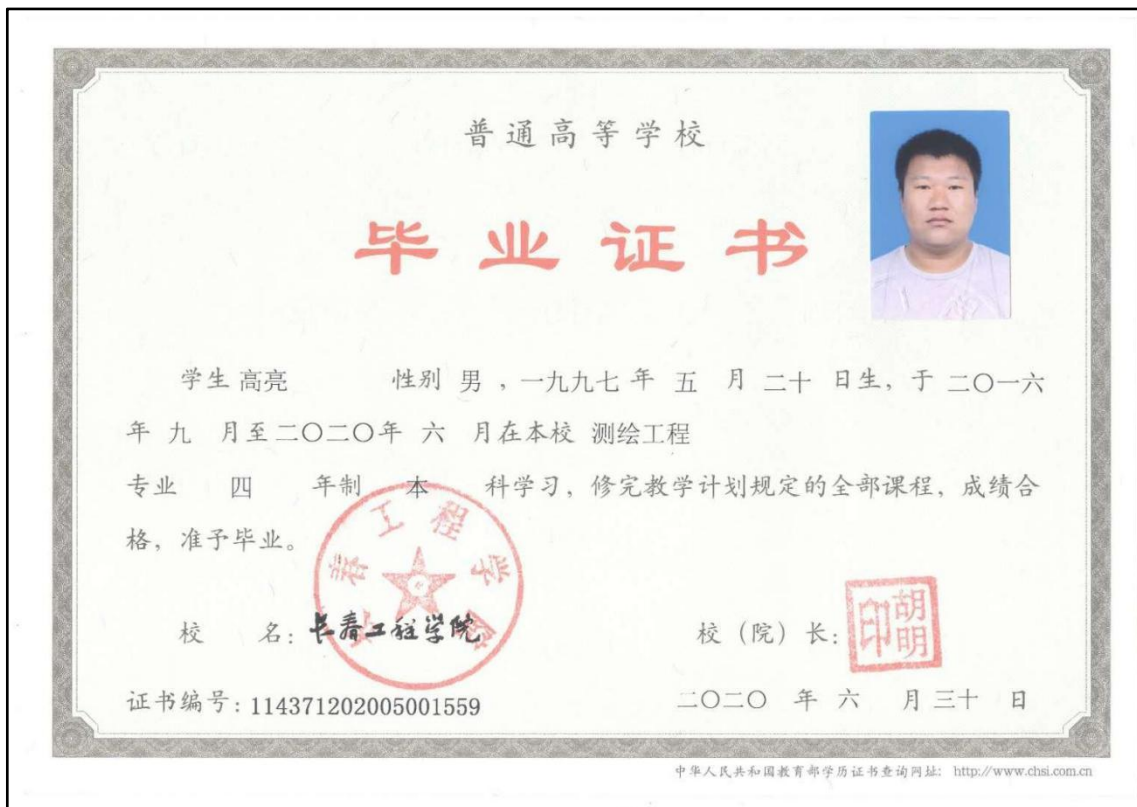 普通高等学校
毕业证书
学生 高亮 性别 男 ，一九九七 年 五 月 二十 日生，于 二〇一六
年 九 月至二〇二〇年 六 月在本校 测绘工程
专业 四 年制 本 科学习，修完教学计划规定的全部课程，成绩合
格，准予毕业。
长春工程学院
校 名：长春工程学院
校（院）长：
胡明印
证书编号：114371202005001559
二〇二〇 年 六 月 三十 日
中华人民共和国教育部学历证书查询网址：http://www.chsi.com.cn